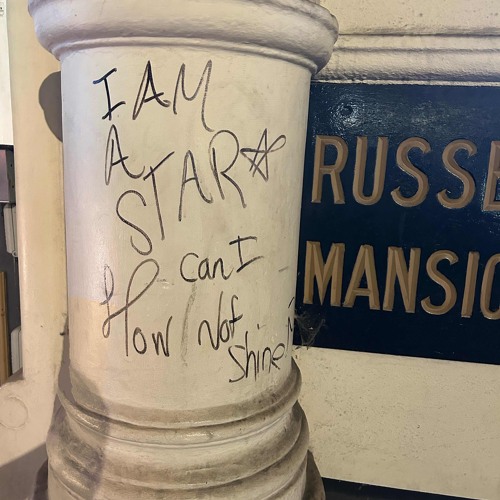 I AM
A
STAR
can I
How Not
Shine
RUSSE
MANSIO